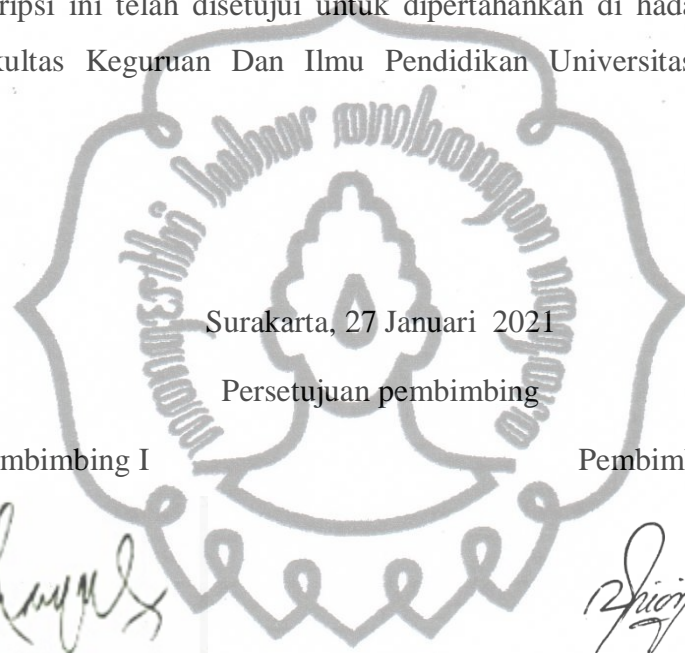 ripsi ini telah disetujui untuk dipertahankan di hada
kultas Keguruan Dan Ilmu Pendidikan Universitas
Surakarta, 27 Januari 2021
Persetujuan pembimbing
mbimbing I Pembim